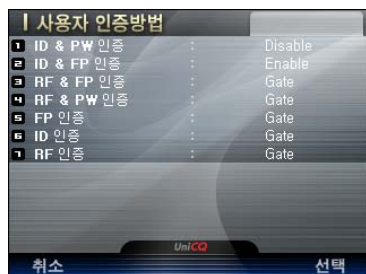 사용자 인증방법
1 ID & PW 인증 : Disable
2 ID & FP 인증 : Enable
3 RF & FP 인증 : Gate
4 RF & PW 인증 : Gate
5 FP 인증 : Gate
6 ID 인증 : Gate
7 RF 인증 : Gate
UniCQ
취소 선택